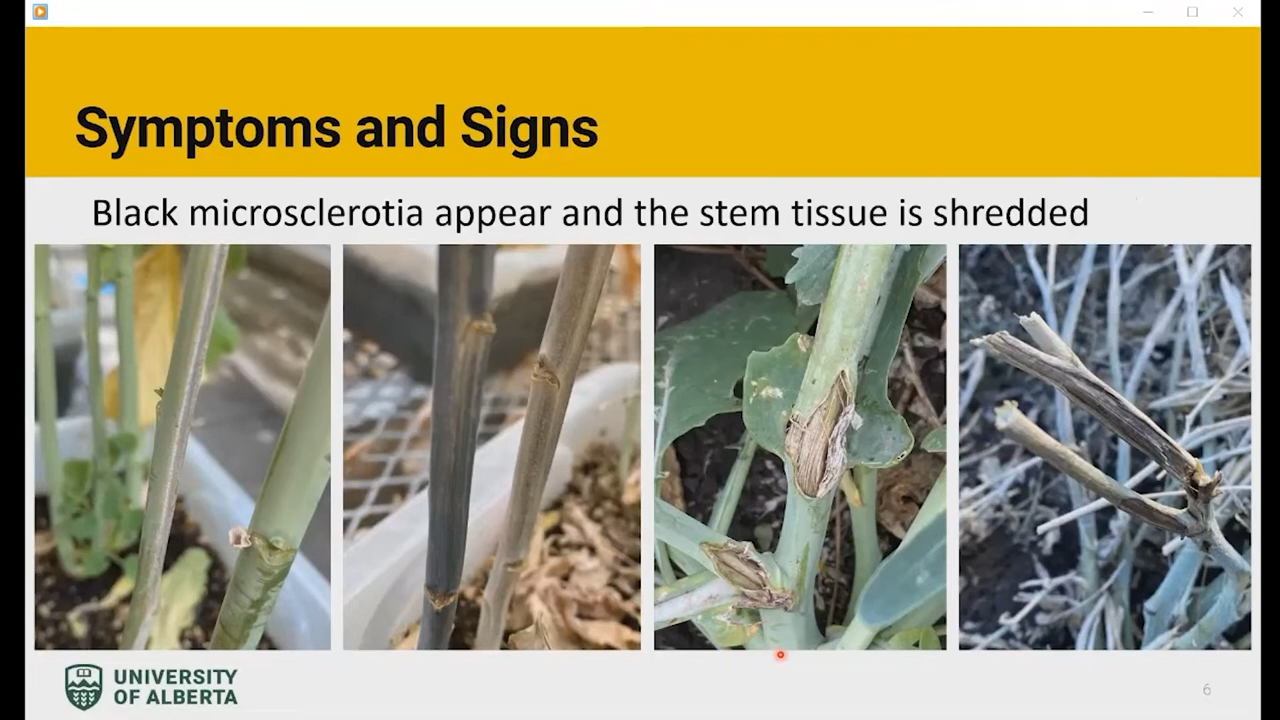 Symptoms and Signs
Black microsclerotia appear and the stem tissue is shredded
UNIVERSITY
OF ALBERTA
6